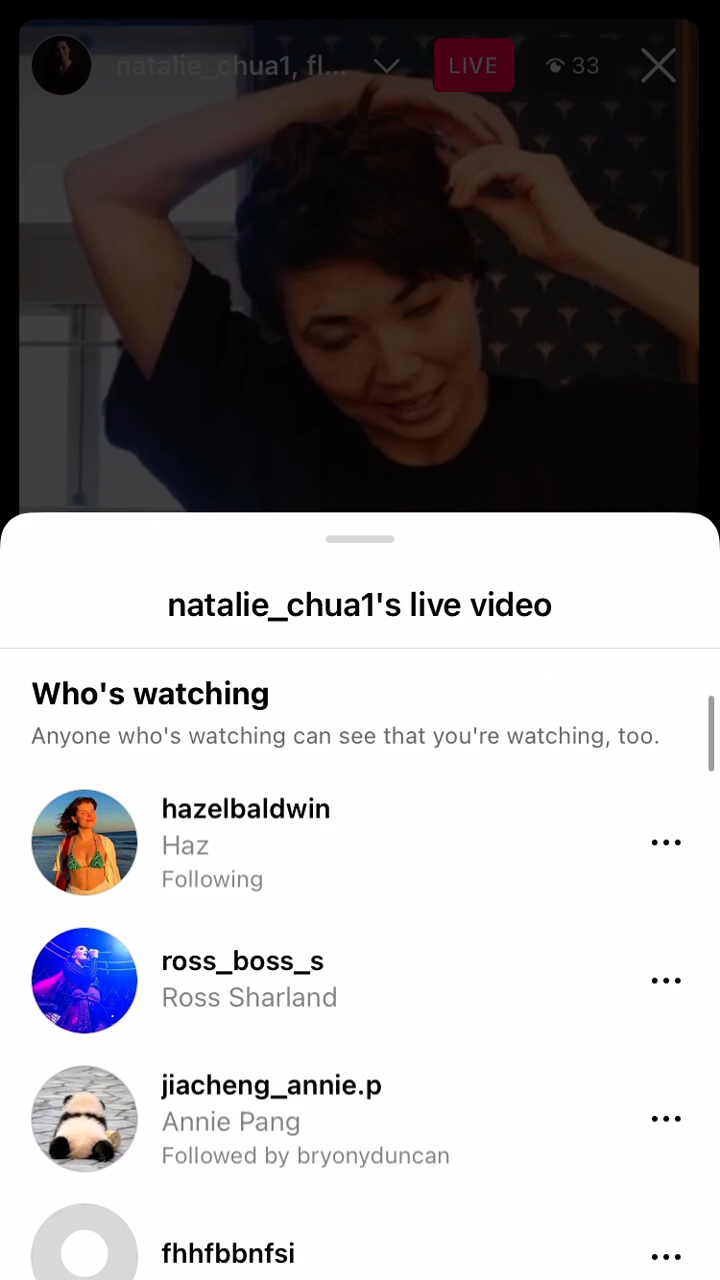 natalie_chua1, fl...
LIVE
33
natalie_chua1's live video
Who's watching
Anyone who's watching can see that you're watching, too.
hazelbaldwin
Haz
Following
ross_boss_s
Ross Sharland
jiacheng_annie.p
Annie Pang
Followed by bryonyduncan
fhhfbbnfsi